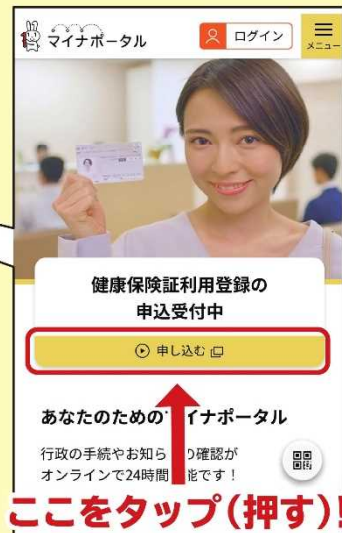 マイナポータル
ログイン
メニュー
健康保険証利用登録の
申込受付中
申し込む
あなたのための イナポータル
行政の手続やお知ら の確認が
オンラインで24時間 能です！
ここをタップ(押す)!